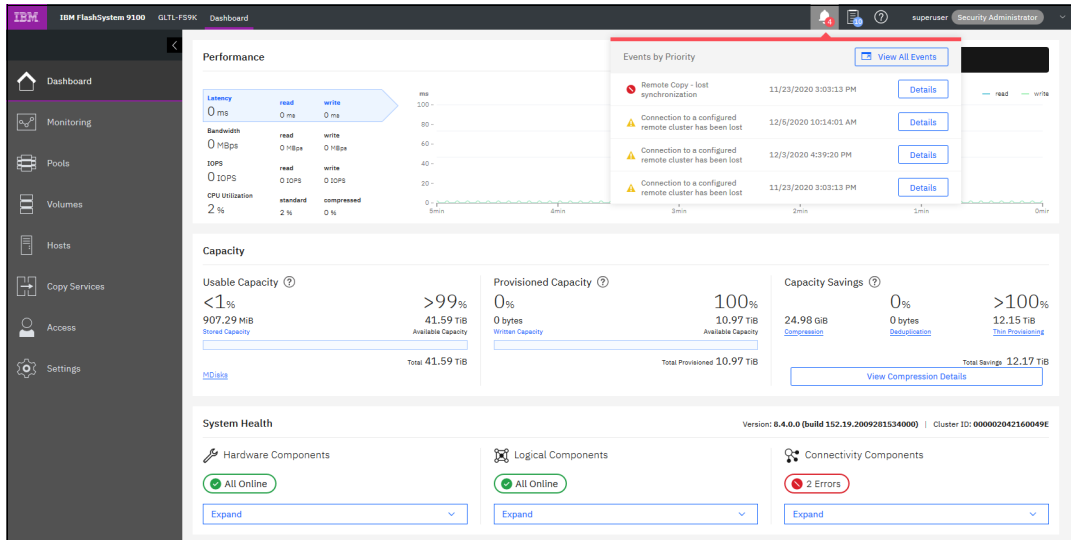 IBM IBM FlashSystem 9100 GLTL-FS9K Dashboard 4 10 superuser Security Administrator
Performance
Dashboard
Monitoring
Pools
Volumes
Hosts
Copy Services
Access
Settings
Latency read write
0 ms 0 ms 0 ms
Bandwidth read write
0 MBps 0 MBps 0 MBps
IOPS read write
0 IOPS 0 IOPS 0 IOPS
CPU Utilization standard compressed
2 % 2 % 0 %
ms
100
80
60
40
20
0
5min 4min 3min 2min 1min 0min
read write
Events by Priority View All Events
Remote Copy - lost
synchronization 11/23/2020 3:03:13 PM Details
Connection to a configured
remote cluster has been lost 12/5/2020 10:14:01 AM Details
Connection to a configured
remote cluster has been lost 12/3/2020 4:39:20 PM Details
Connection to a configured
remote cluster has been lost 11/23/2020 3:03:13 PM Details
Capacity
Usable Capacity
<1% >99%
907.29 MiB 41.59 TiB
Stored Capacity Available Capacity
Total 41.59 TiB
MDisks
Provisioned Capacity
0% 100%
0 bytes 10.97 TiB
Written Capacity Available Capacity
Total Provisioned 10.97 TiB
Capacity Savings
0% >100%
24.98 GiB 0 bytes 12.15 TiB
Compression Deduplication Thin Provisioning
Total Savings 12.17 TiB
View Compression Details
System Health Version: 8.4.0.0 (build 152.19.2009281534000) | Cluster ID: 000002042160049E
Hardware Components
All Online
Expand
Logical Components
All Online
Expand
Connectivity Components
2 Errors
Expand